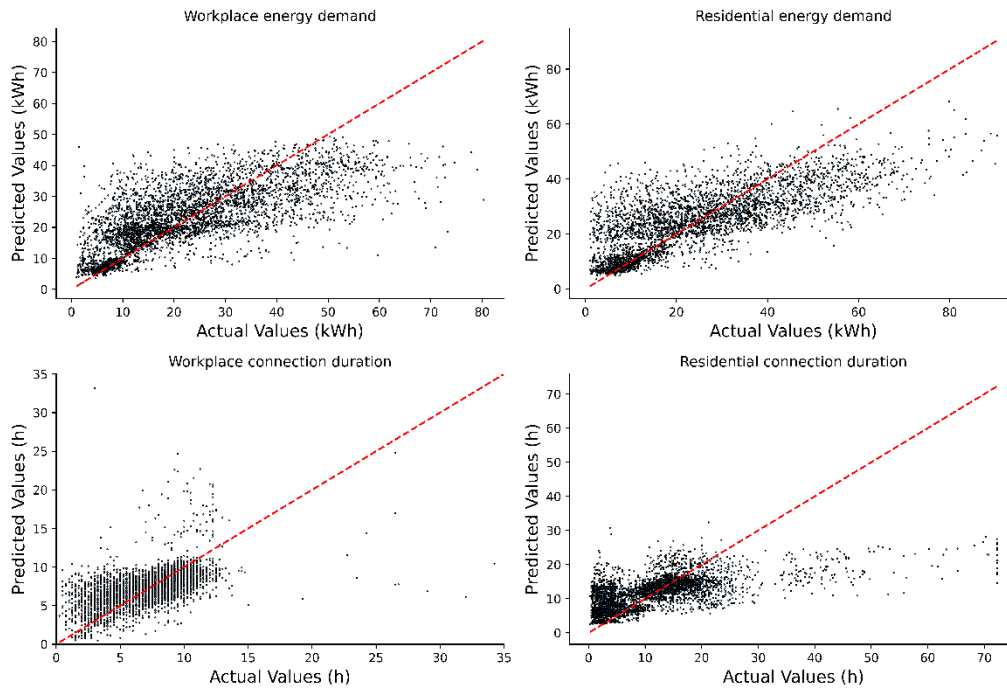 Workplace energy demand
Predicted Values (kWh)
80
70
60
50
40
30
20
10
0
0 10 20 30 40 50 60 70 80
Actual Values (kWh)
Residential energy demand
Predicted Values (kWh)
80
60
40
20
0
0 20 40 60 80
Actual Values (kWh)
Workplace connection duration
Predicted Values (h)
35
30
25
20
15
10
5
0
0 5 10 15 20 25 30 35
Actual Values (h)
Residential connection duration
Predicted Values (h)
70
60
50
40
30
20
10
0
0 10 20 30 40 50 60 70
Actual Values (h)